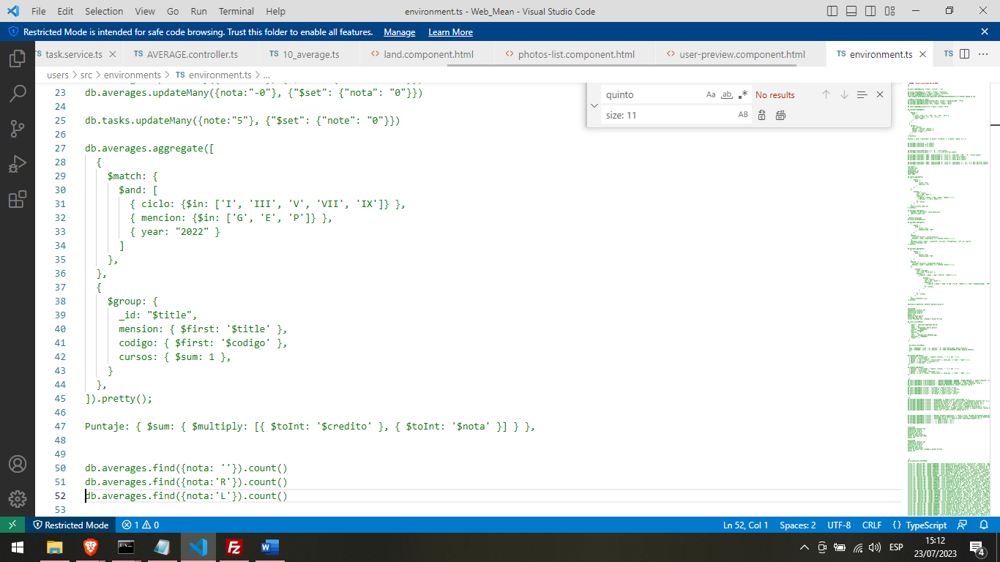 File Edit Selection View Go Run Terminal Help environment.ts - Web_Mean - Visual Studio Code
Restricted Mode is intended for safe code browsing. Trust this folder to enable all features. Manage Learn More
TS task.service.ts TS AVERAGE.controller.ts TS 10_average.ts <> land.component.html <> photos-list.component.html <> user-preview.component.html TS environment.ts TS
users > src > environments > TS environment.ts > ...
quinto Aa ab No results
size: 11 AB
23 db.averages.updateMany({nota:"-0"}, {"$set": {"nota": "0"}})
24
25 db.tasks.updateMany({note:"5"}, {"$set": {"note": "0"}})
26
27 db.averages.aggregate([
28 {
29 $match: {
30 $and: [
31 { ciclo: {$in: ['I', 'III', 'V', 'VII', 'IX']} },
32 { mencion: {$in: ['G', 'E', 'P']} },
33 { year: "2022" }
34 ]
35 },
36 },
37 {
38 $group: {
39 _id: "$title",
40 mension: { $first: '$title' },
41 codigo: { $first: '$codigo' },
42 cursos: { $sum: 1 },
43 }
44 },
45 ]).pretty();
46
47 Puntaje: { $sum: { $multiply: [{ $toInt: '$credito' }, { $toInt: '$nota' }] } },
48
49
50 db.averages.find({nota: ''}).count()
51 db.averages.find({nota:'R'}).count()
52 db.averages.find({nota:'L'}).count()
53
Restricted Mode 1 0 Ln 52, Col 1 Spaces: 2 UTF-8 CRLF {} TypeScript
ESP 15:12
23/07/2023 4